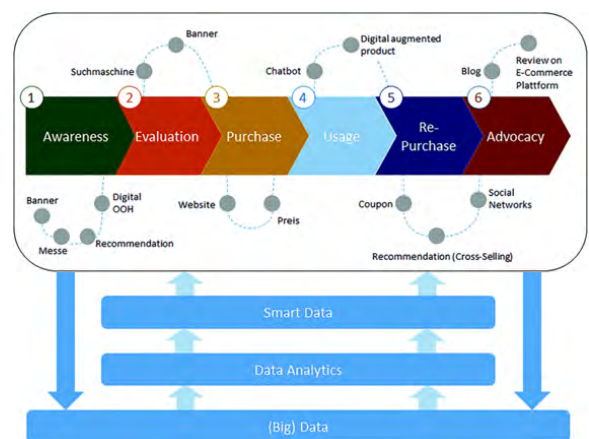 Banner
Suchmaschine
Digital augmented
product
Chatbot
Review on
E-Commerce
Plattform
Blog
1
2
3
4
5
6
Awareness
Evaluation
Purchase
Usage
Re-
Purchase
Advocacy
Banner
Messe
Recommendation
Digital
OOH
Website
Preis
Coupon
Recommendation (Cross-Selling)
Social
Networks
Smart Data
Data Analytics
(Big) Data